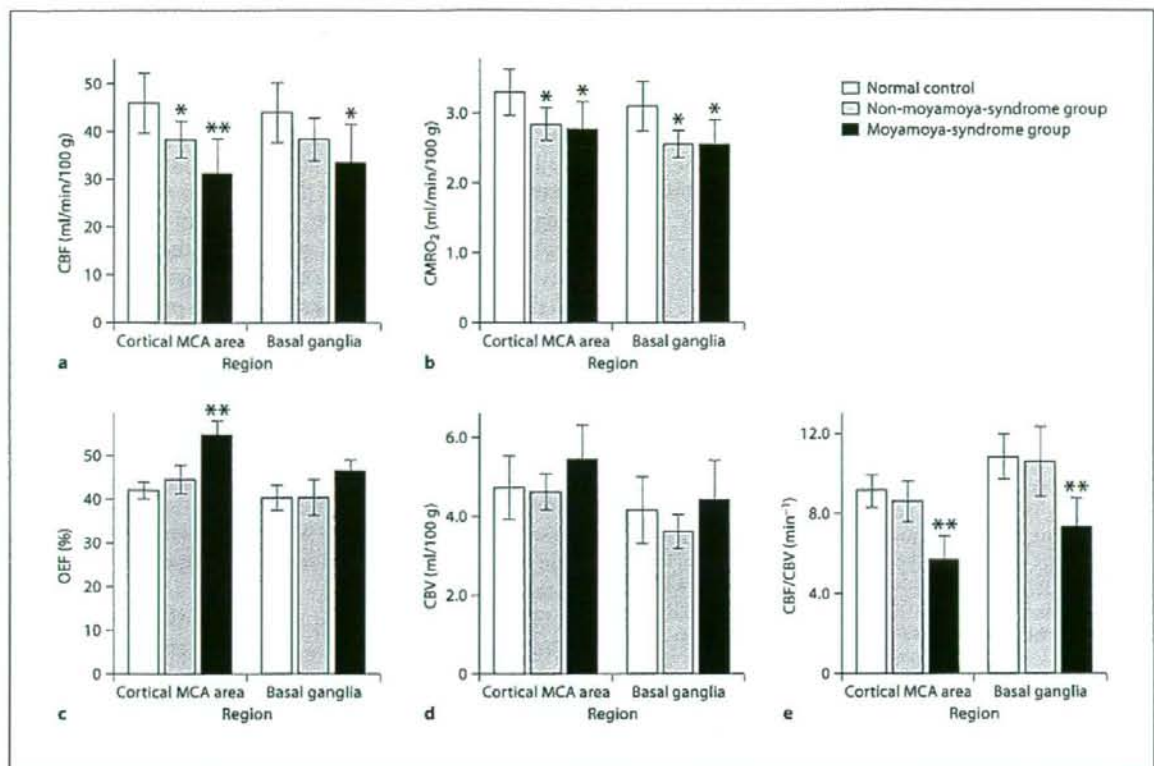 Normal control
Non-moyamoya-syndrome group
Moyamoya-syndrome group
CBF (ml/min/100 g)
50
40
30
20
10
0
*
**
*
Cortical MCA area Basal ganglia
Region
a
CMRO₂ (ml/min/100 g)
3.0
2.0
1.0
0
*
*
*
*
Cortical MCA area Basal ganglia
Region
b
OEF (%)
50
40
40
40
10
0
**
Cortical MCA area Basal ganglia
Region
c
CBV (ml/100 g)
6.0
4.0
2.0
0
Cortical MCA area Basal ganglia
Region
d
CBF/CBV (min⁻¹)
12.0
8.0
4.0
0
**
**
Cortical MCA area Basal ganglia
Region
e